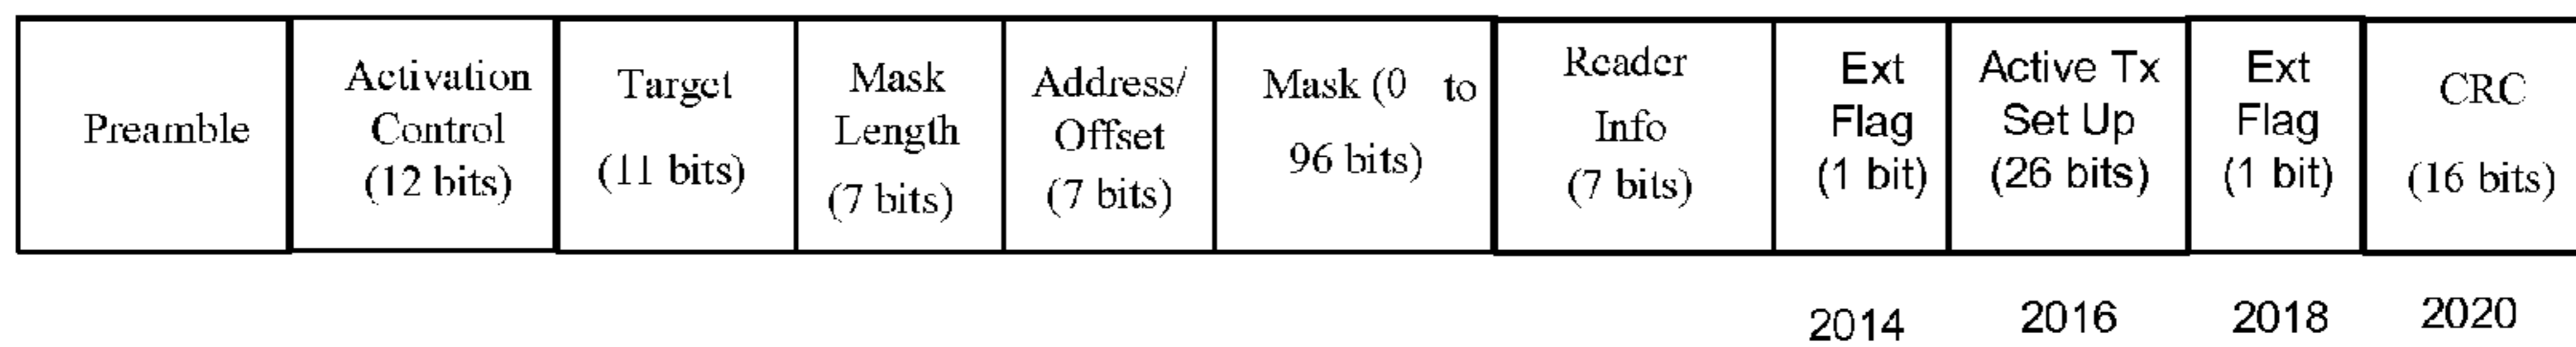 Preamble
Activation
Control
(12 bits)
Target
(11 bits)
Mask
Length
(7 bits)
Address/
Offset
(7 bits)
Mask (0 to
96 bits)
Reader
Info
(7 bits)
Ext
Flag
(1 bit)
Active Tx
Set Up
(26 bits)
Ext
Flag
(1 bit)
CRC
(16 bits)
2014
2016
2018
2020